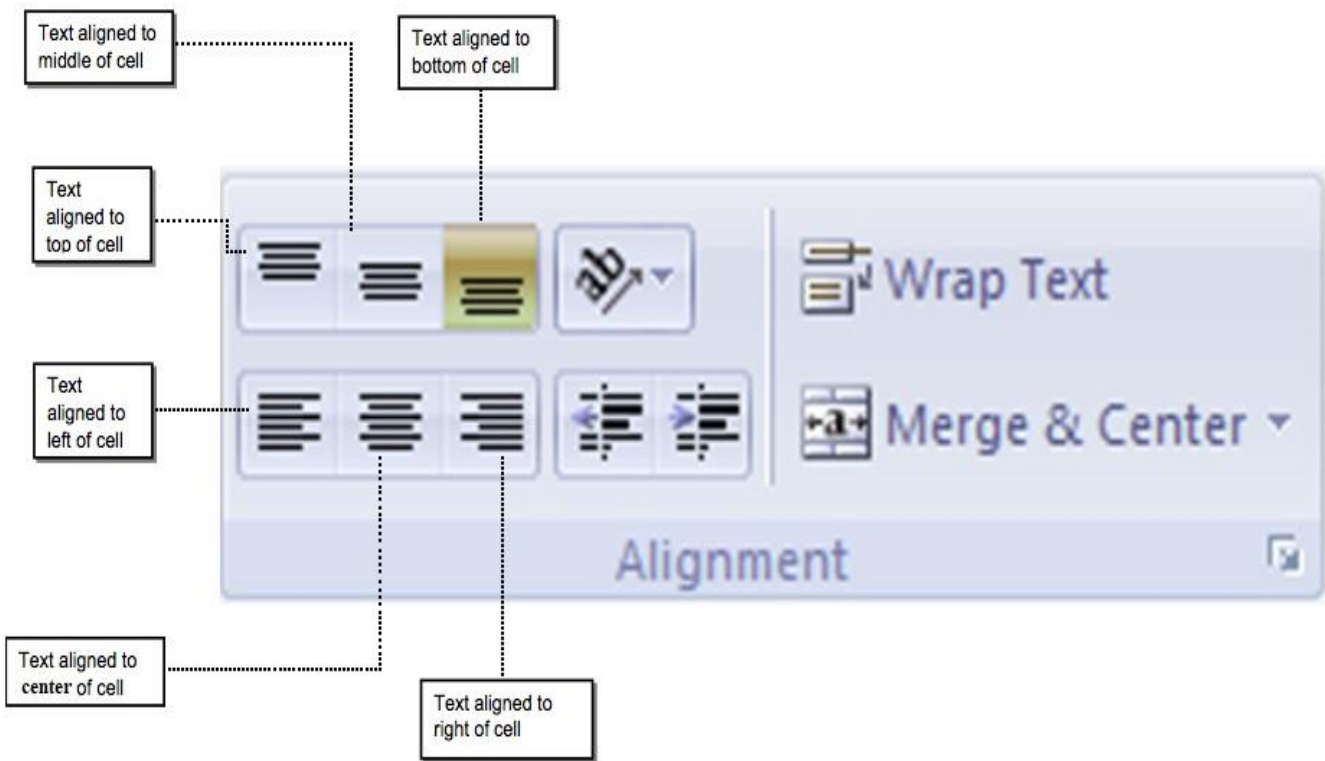 Text aligned to
middle of cell
Text aligned to
bottom of cell
Text
aligned to
top of cell
ab
Wrap Text
Text
aligned to
left of cell
a
Merge & Center
Alignment
Text aligned to
center of cell
Text aligned to
right of cell